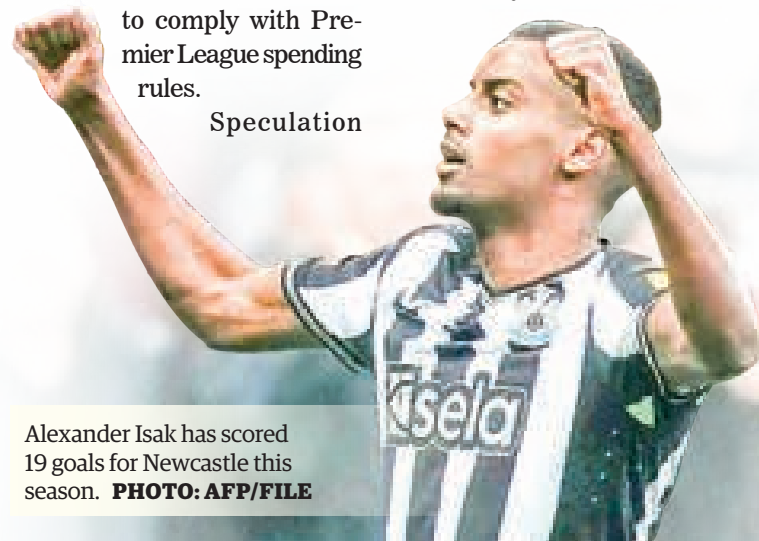 to comply with Pre-
mier League spending
rules.
Speculation
sela
Alexander Isak has scored
19 goals for Newcastle this
season. PHOTO: AFP/FILE